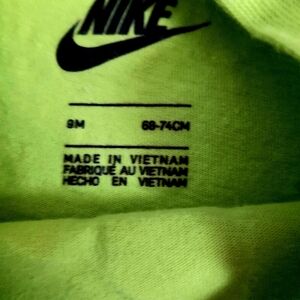 NIKE
9M 68-74CM
MADE IN VIETNAM
FABRIQUÉ AU VIETNAM
HECHO EN VIETNAM